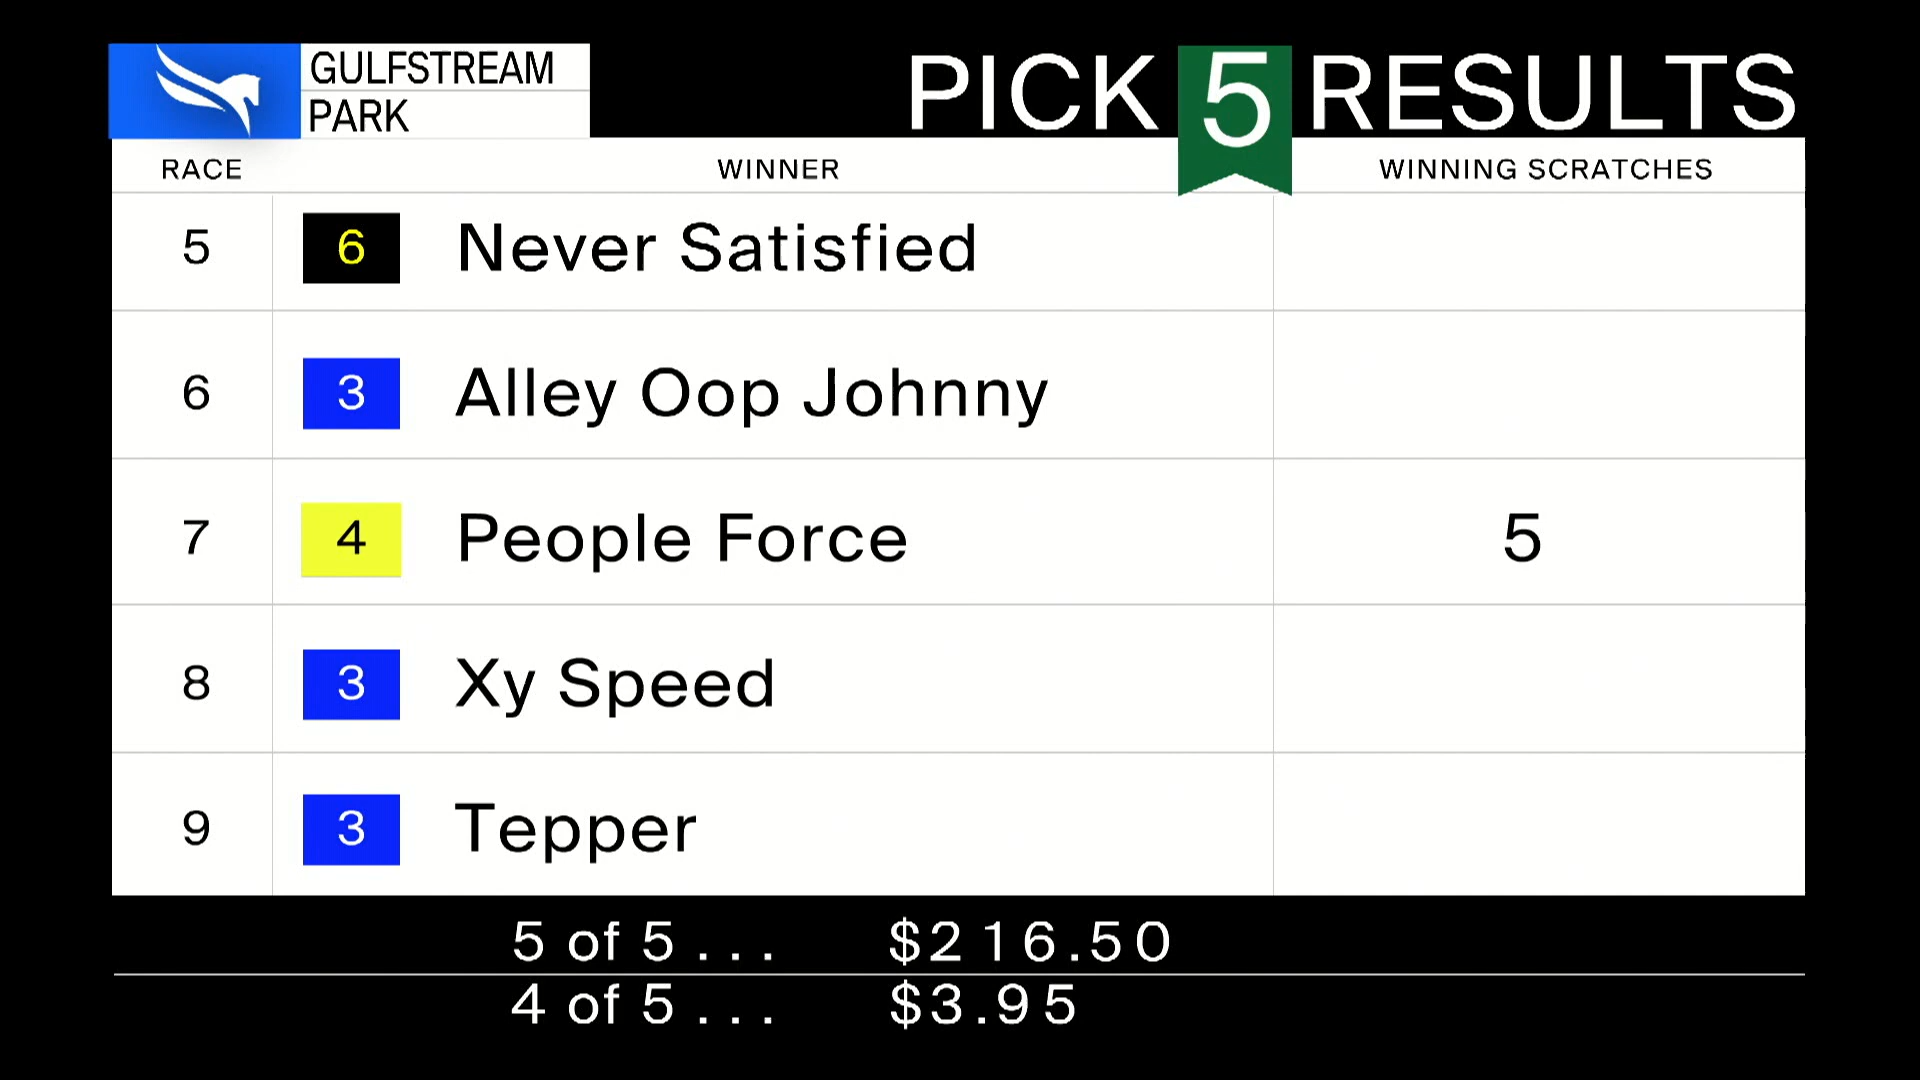 GULFSTREAM
PARK
PICK 5 RESULTS
RACE WINNER WINNING SCRATCHES
5 6 Never Satisfied
6 3 Alley Oop Johnny
7 4 People Force 5
8 3 Xy Speed
9 3 Tepper
5 of 5 . . . $216.50
4 of 5 . . . $3.95